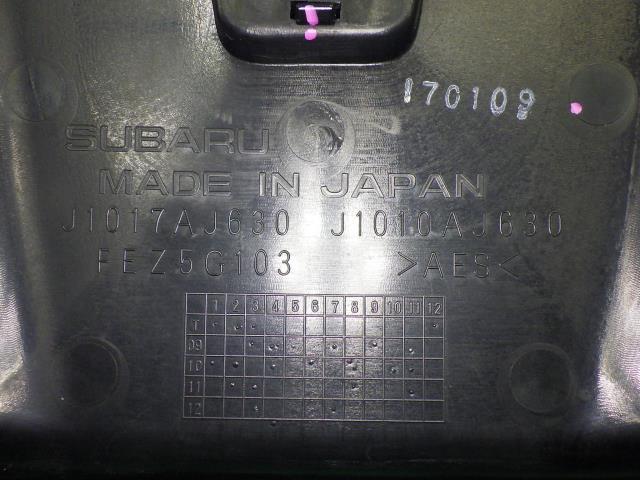 170109
SUBARU
MADE IN JAPAN
J1017AJ630 J1010AJ630
FEZ5G103 >AES<
1 2 3 4 5 6 7 8 9 10 11 12
09
10
11
12